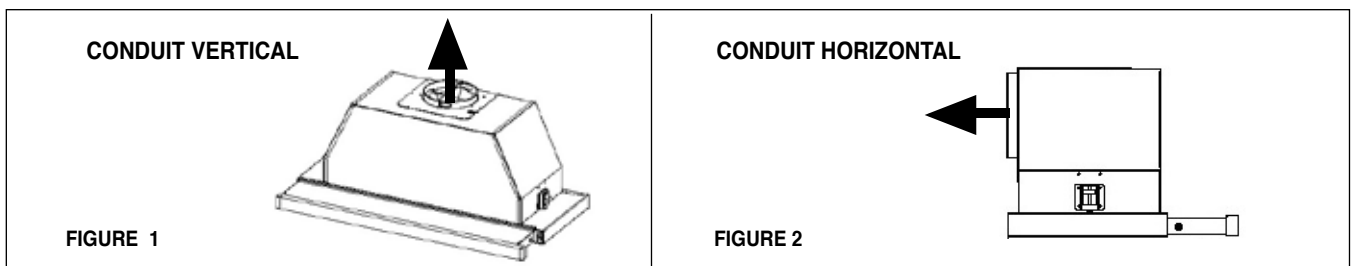 CONDUIT VERTICAL
FIGURE 1
CONDUIT HORIZONTAL
FIGURE 2